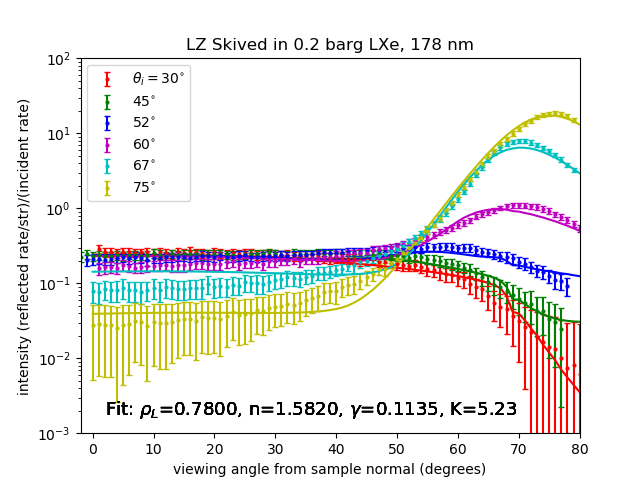 LZ Skived in 0.2 barg LXe, 178 nm
intensity (reflected rate/str)/(incident rate)
10²
10¹
10⁰
10⁻¹
10⁻²
10⁻³
θᵢ = 30°
45°
52°
60°
67°
75°
Fit: ρ_L=0.7800, n=1.5820, γ=0.1135, K=5.23
0 10 20 30 40 50 60 70 80
viewing angle from sample normal (degrees)